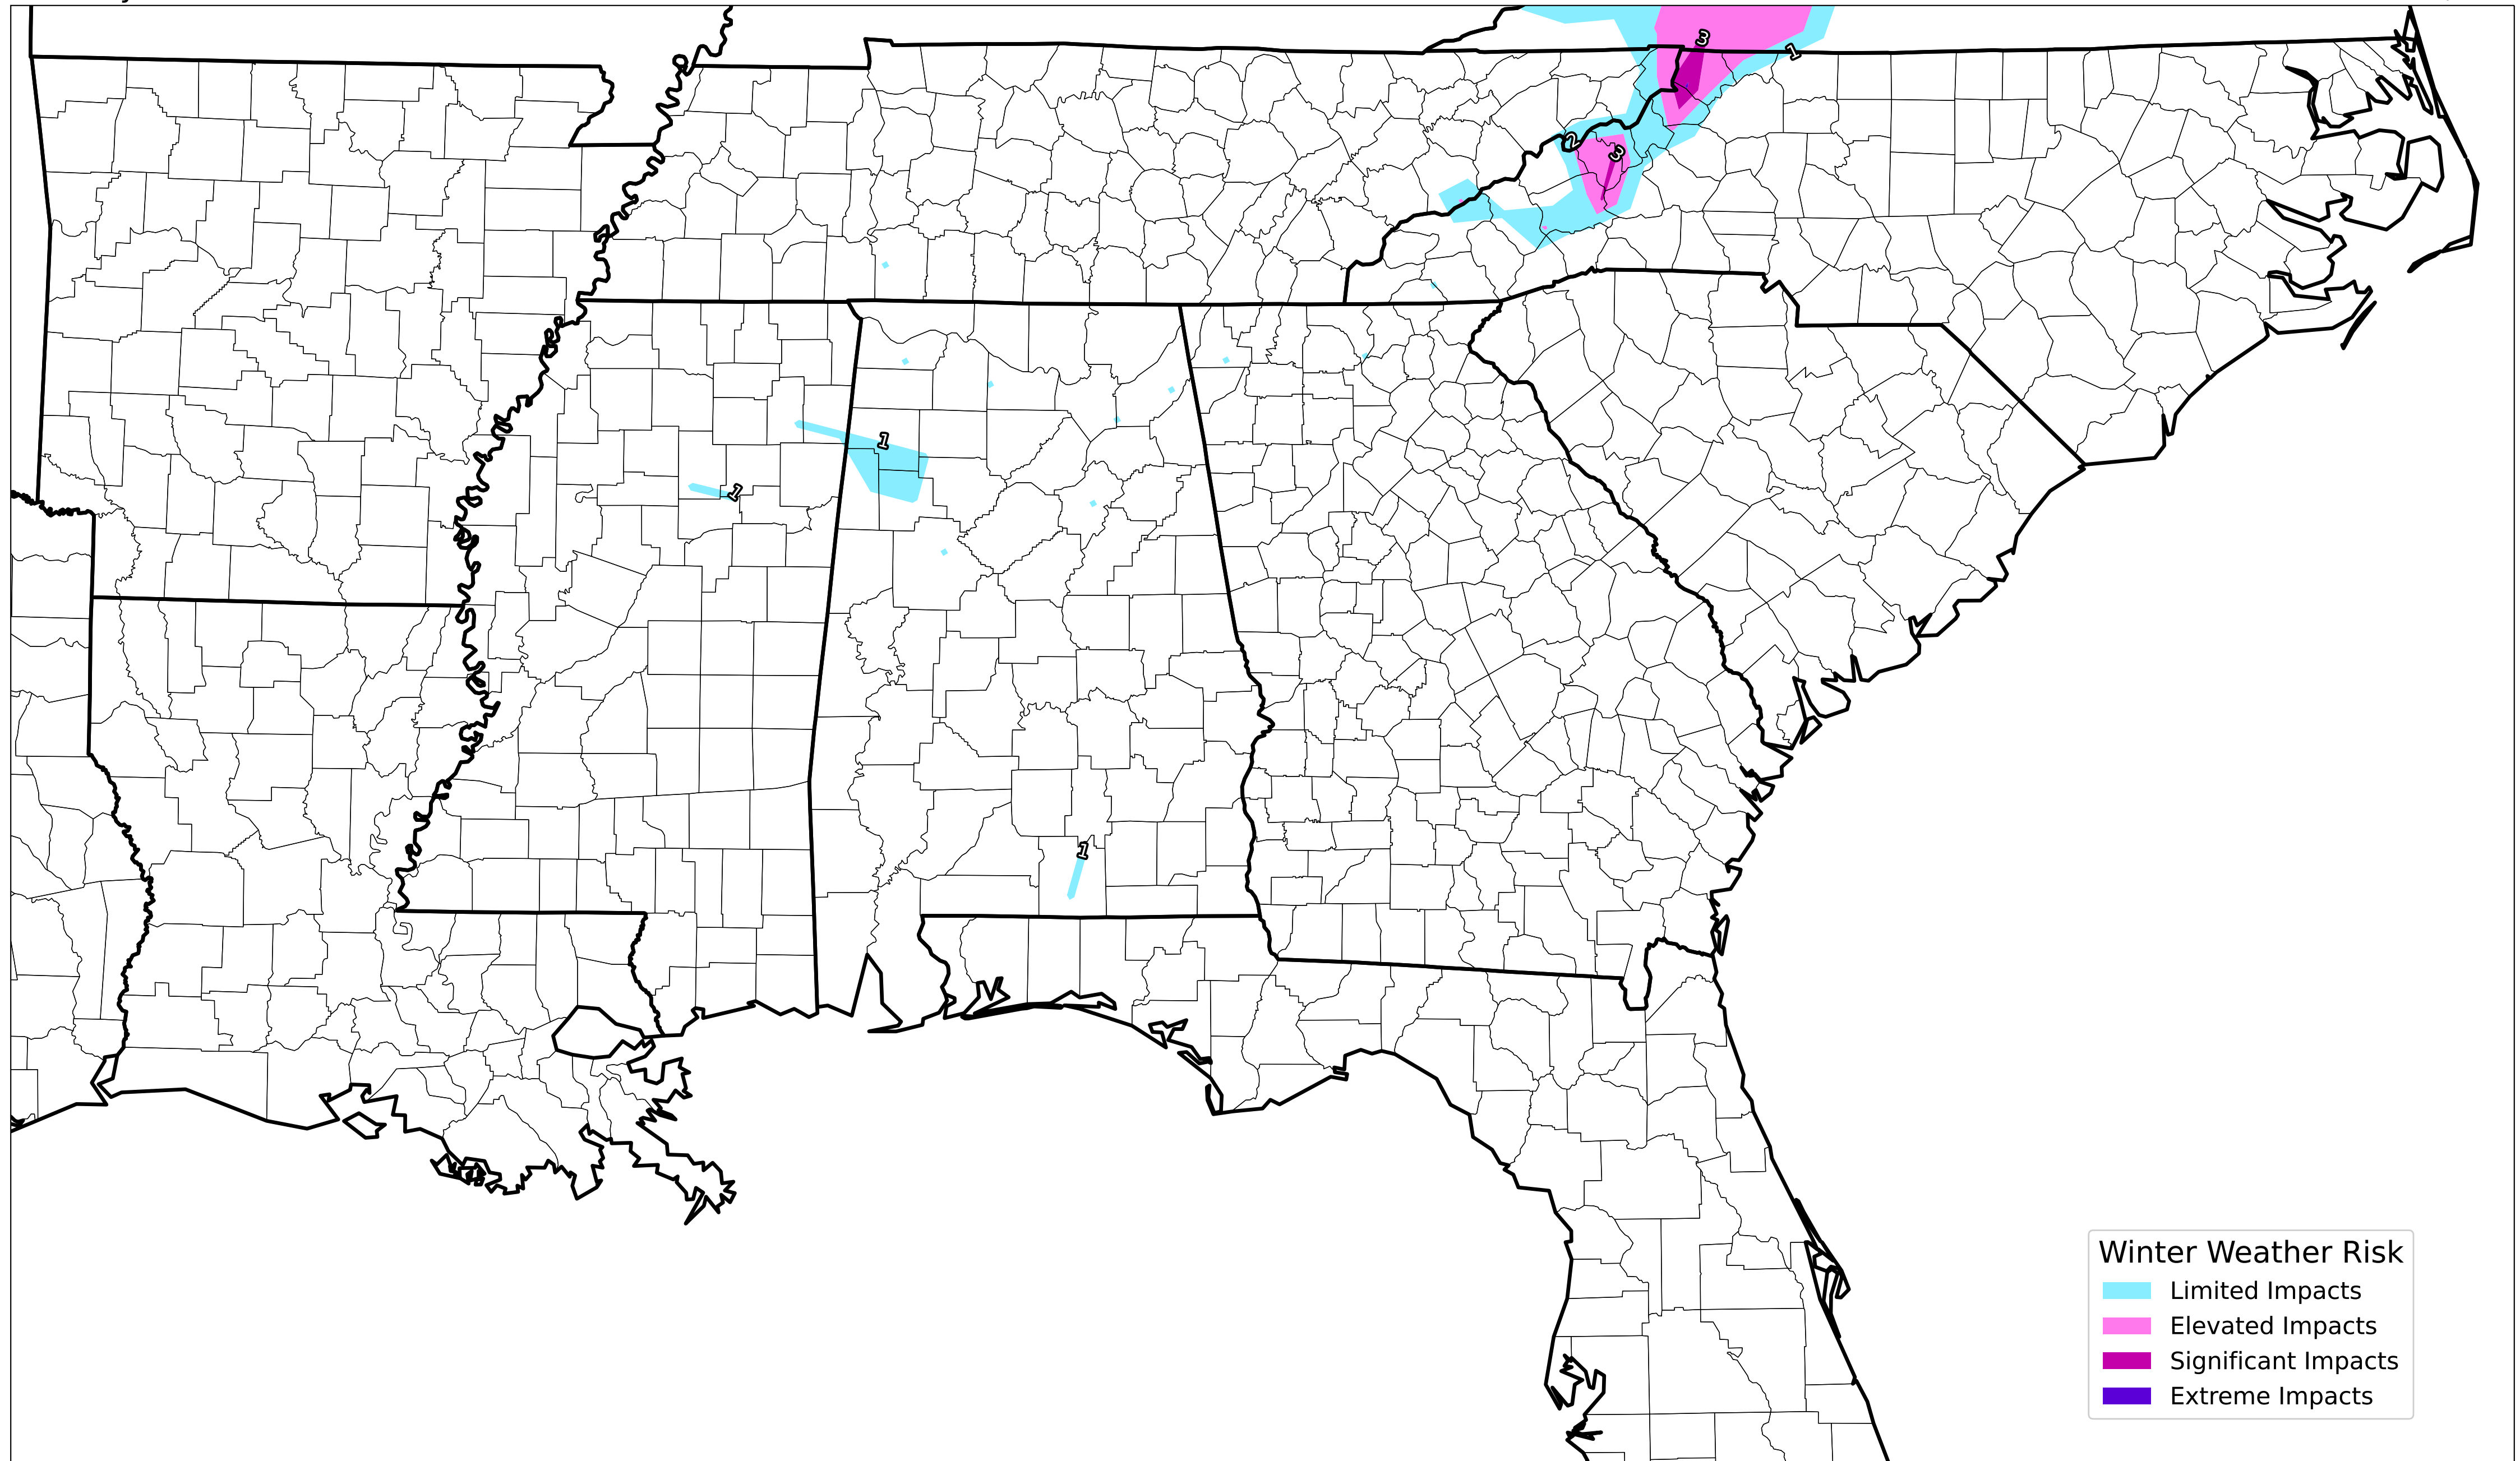 3
1
2
3
1
1
1
Winter Weather Risk
Limited Impacts
Elevated Impacts
Significant Impacts
Extreme Impacts